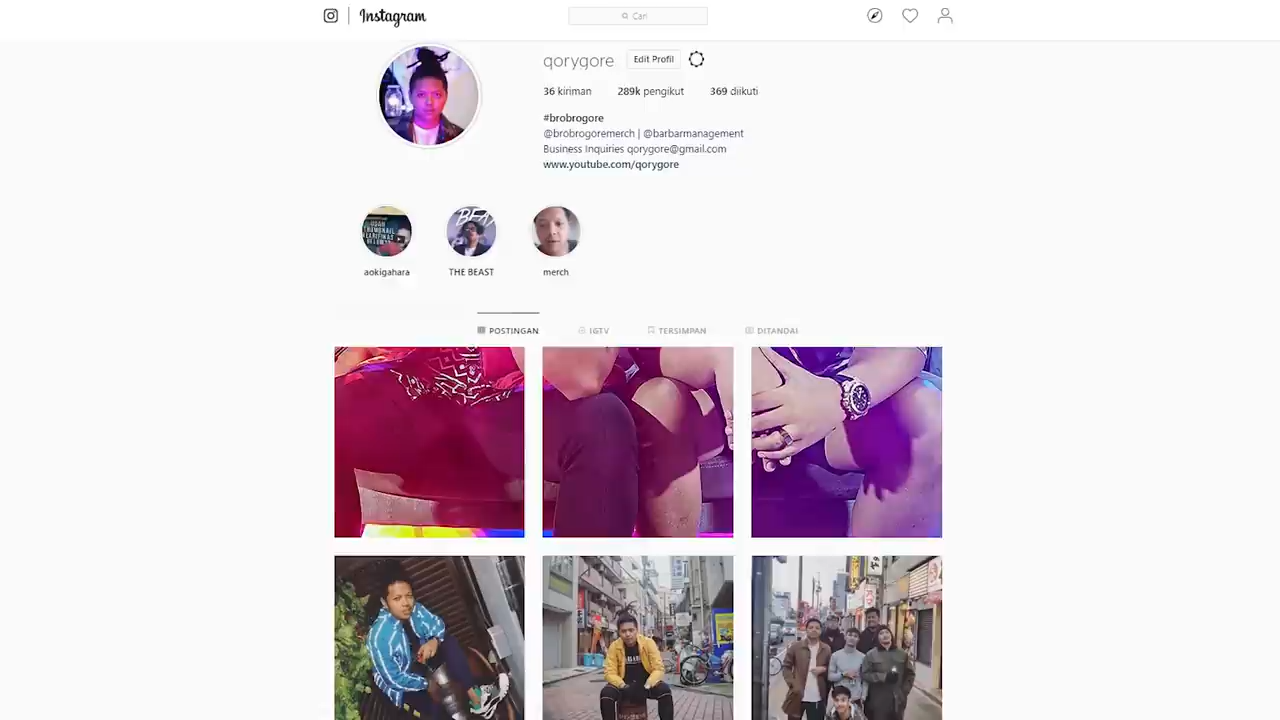 Instagram
Cari
qorygore
Edit Profil
36 kiriman 289k pengikut 369 diikuti
#brobrogore
@brobrogoremerch | @barbarmanagement
Business Inquiries qorygore@gmail.com
www.youtube.com/qorygore
aokigahara THE BEAST merch
POSTINGAN IGTV TERSIMPAN DITANDAI